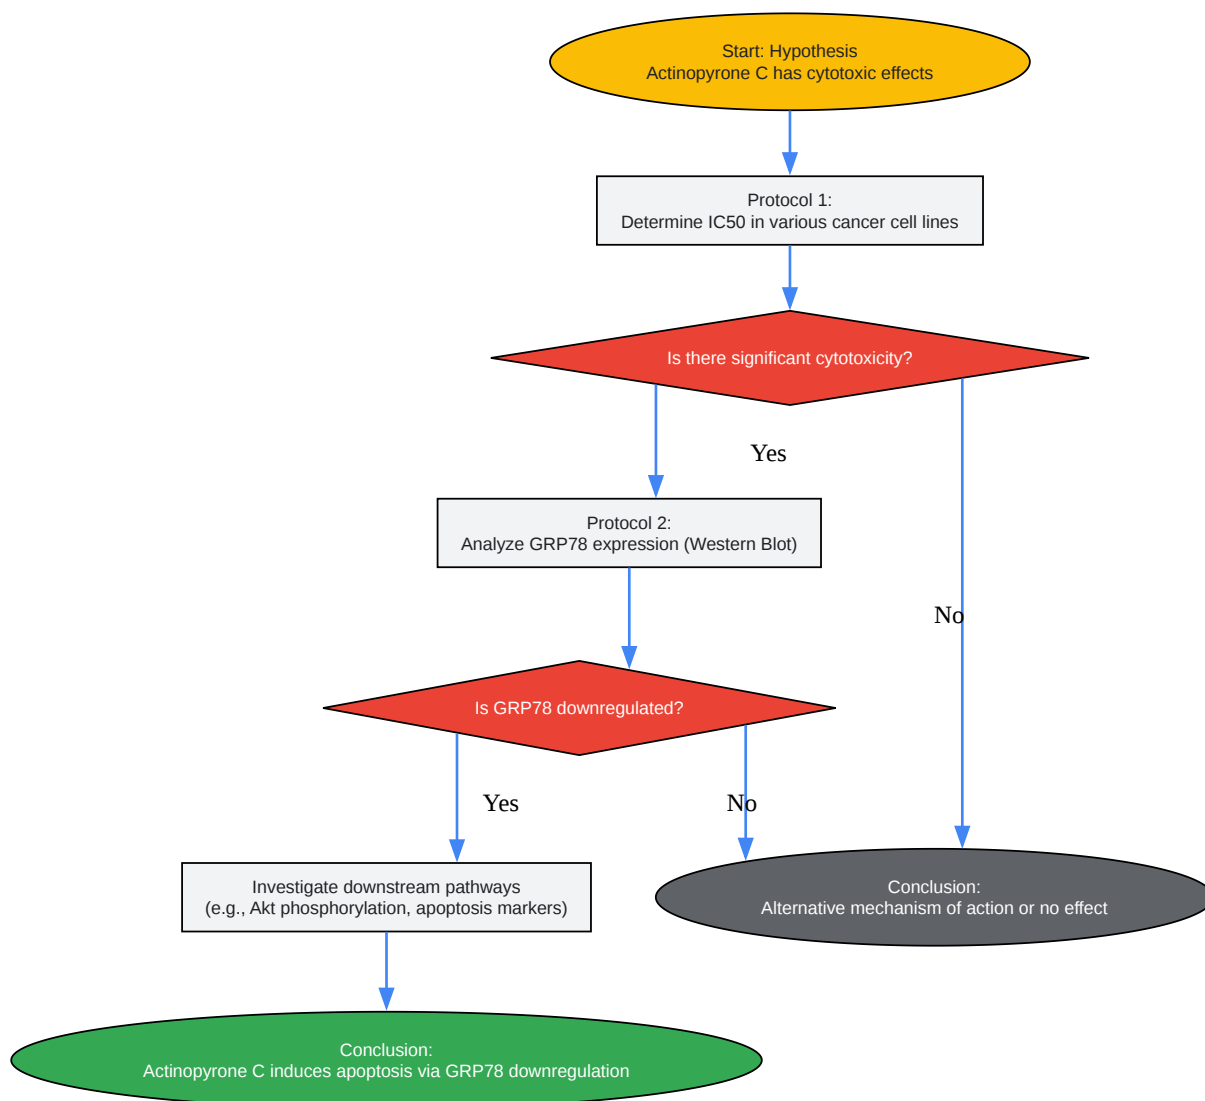 Start: Hypothesis
Actinopyrone C has cytotoxic effects
Protocol 1:
Determine IC50 in various cancer cell lines
Is there significant cytotoxicity?
Yes
Protocol 2:
Analyze GRP78 expression (Western Blot)
No
Is GRP78 downregulated?
Yes
No
Investigate downstream pathways
(e.g., Akt phosphorylation, apoptosis markers)
Conclusion:
Alternative mechanism of action or no effect
Conclusion:
Actinopyrone C induces apoptosis via GRP78 downregulation